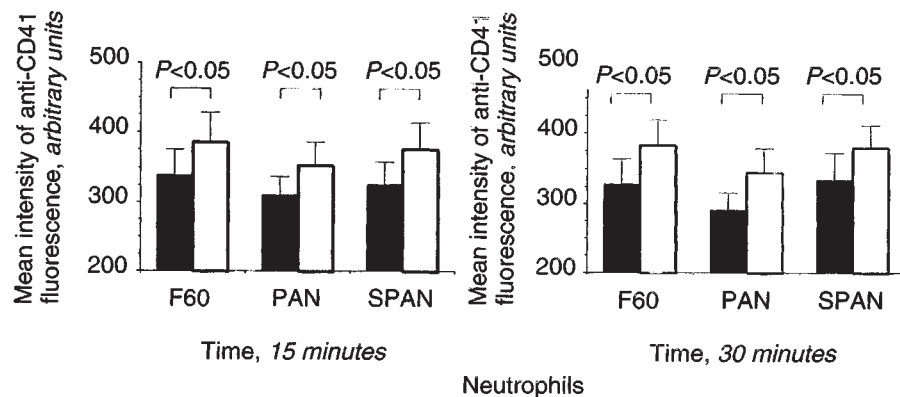 Mean intensity of anti-CD41
fluorescence, arbitrary units
500
400
300
200
P<0.05
P<0.05
P<0.05
F60
PAN
SPAN
Time, 15 minutes
Mean intensity of anti-CD41
fluorescence, arbitrary units
500
400
300
200
P<0.05
P<0.05
P<0.05
F60
PAN
SPAN
Time, 30 minutes
Neutrophils